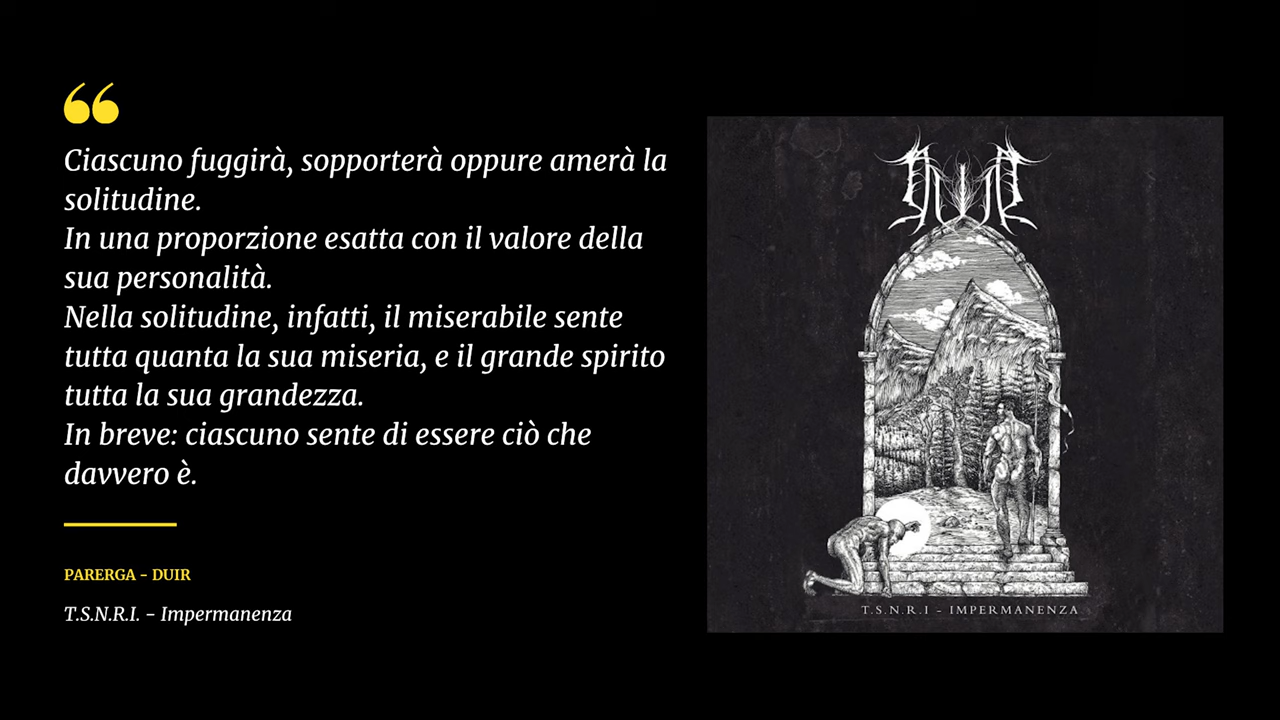 Ciascuno fuggirà, sopporterà oppure amerà la
solitudine.
In una proporzione esatta con il valore della
sua personalità.
Nella solitudine, infatti, il miserabile sente
tutta quanta la sua miseria, e il grande spirito
tutta la sua grandezza.
In breve: ciascuno sente di essere ciò che
davvero è.
PARERGA – DUIR
T.S.N.R.I. – Impermanenza
DUIR
T.S.N.R.I – IMPERMANENZA